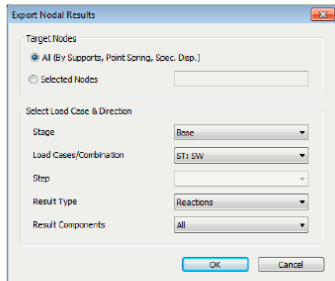 Export Nodal Results
Target Nodes
All (By Supports, Point Spring, Spec. Disp.)
Selected Nodes
Select Load Case & Direction
Stage Base
Load Cases/Combination ST: SW
Step
Result Type Reactions
Result Components All
OK Cancel